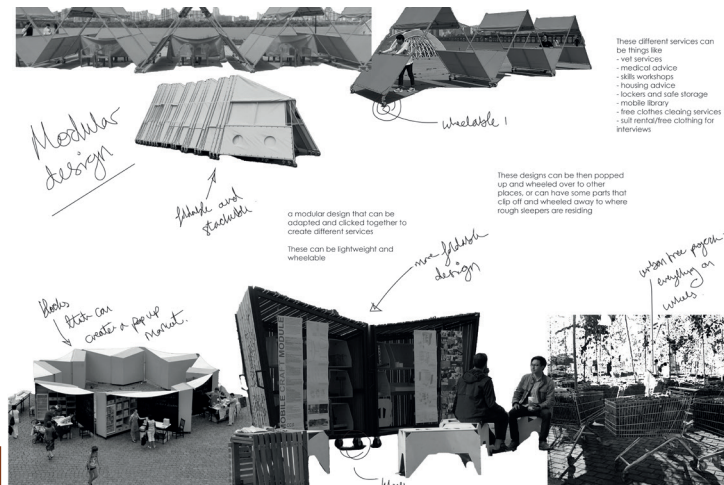 These different services can
be things like
- vet services
- medical advice
- skills workshops
- housing advice
- lockers and safe storage
- mobile library
- free clothes cleaing services
- suit rental/free clothing for
interviews
wheelable !
Modular
design
foldable and
stackable
These designs can be then popped
up and wheeled over to other
places, or can have some parts that
clip off and wheeled away to where
rough sleepers are residing
a modular design that can be
adapted and clicked together to
create different services
These can be lightweight and
wheelable
more foldable
design
urban tree project
everything on
wheels
blocks
that can
create a pop up
market.
MOBILE CRAFT MODULE